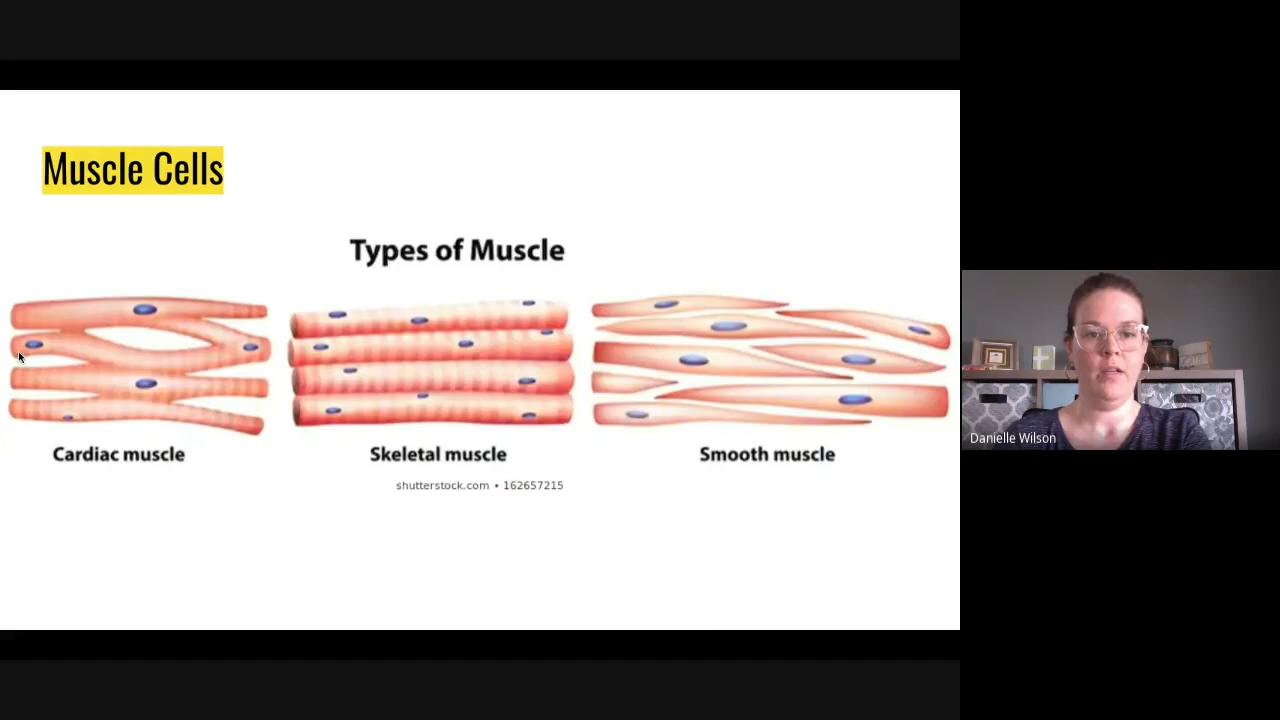 Muscle Cells
Types of Muscle
Cardiac muscle
Skeletal muscle
Smooth muscle
shutterstock.com • 162657215
Danielle Wilson